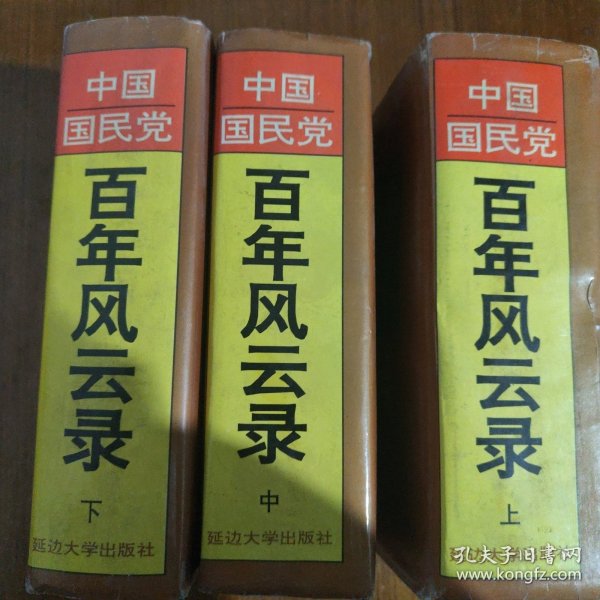 中国
国民党
百年风云录
下
延边大学出版社
中国
国民党
百年风云录
中
延边大学出版社
中国
国民党
百年风云录
上
孔夫子旧书网
www.kongfz.com